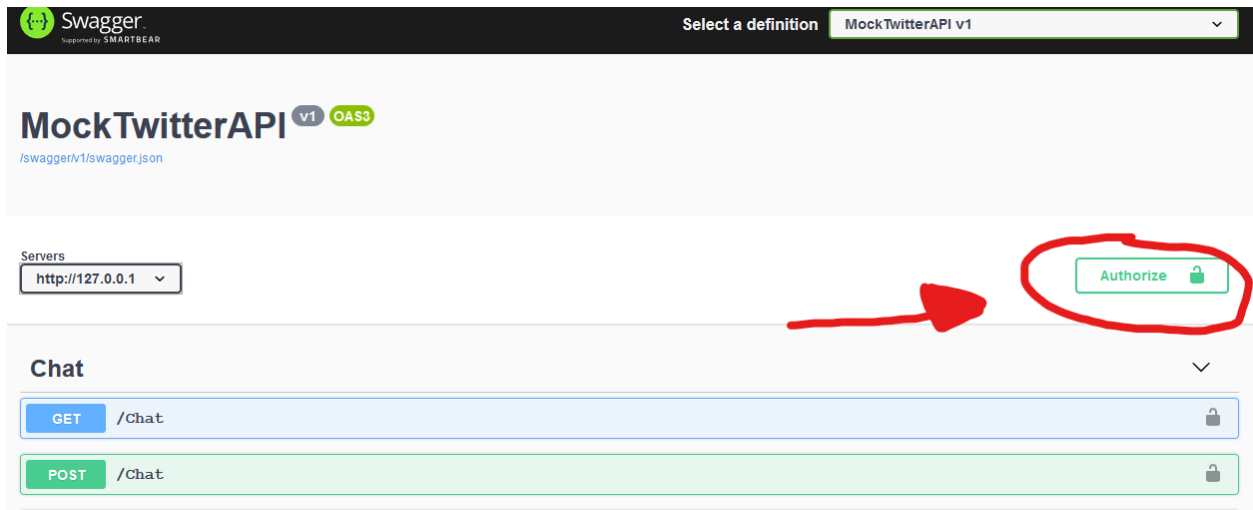 Swagger.
Supported by SMARTBEAR
Select a definition
MockTwitterAPI v1
MockTwitterAPI v1 OAS3
/swagger/v1/swagger.json
Servers
http://127.0.0.1
Authorize
Chat
GET /Chat
POST /Chat